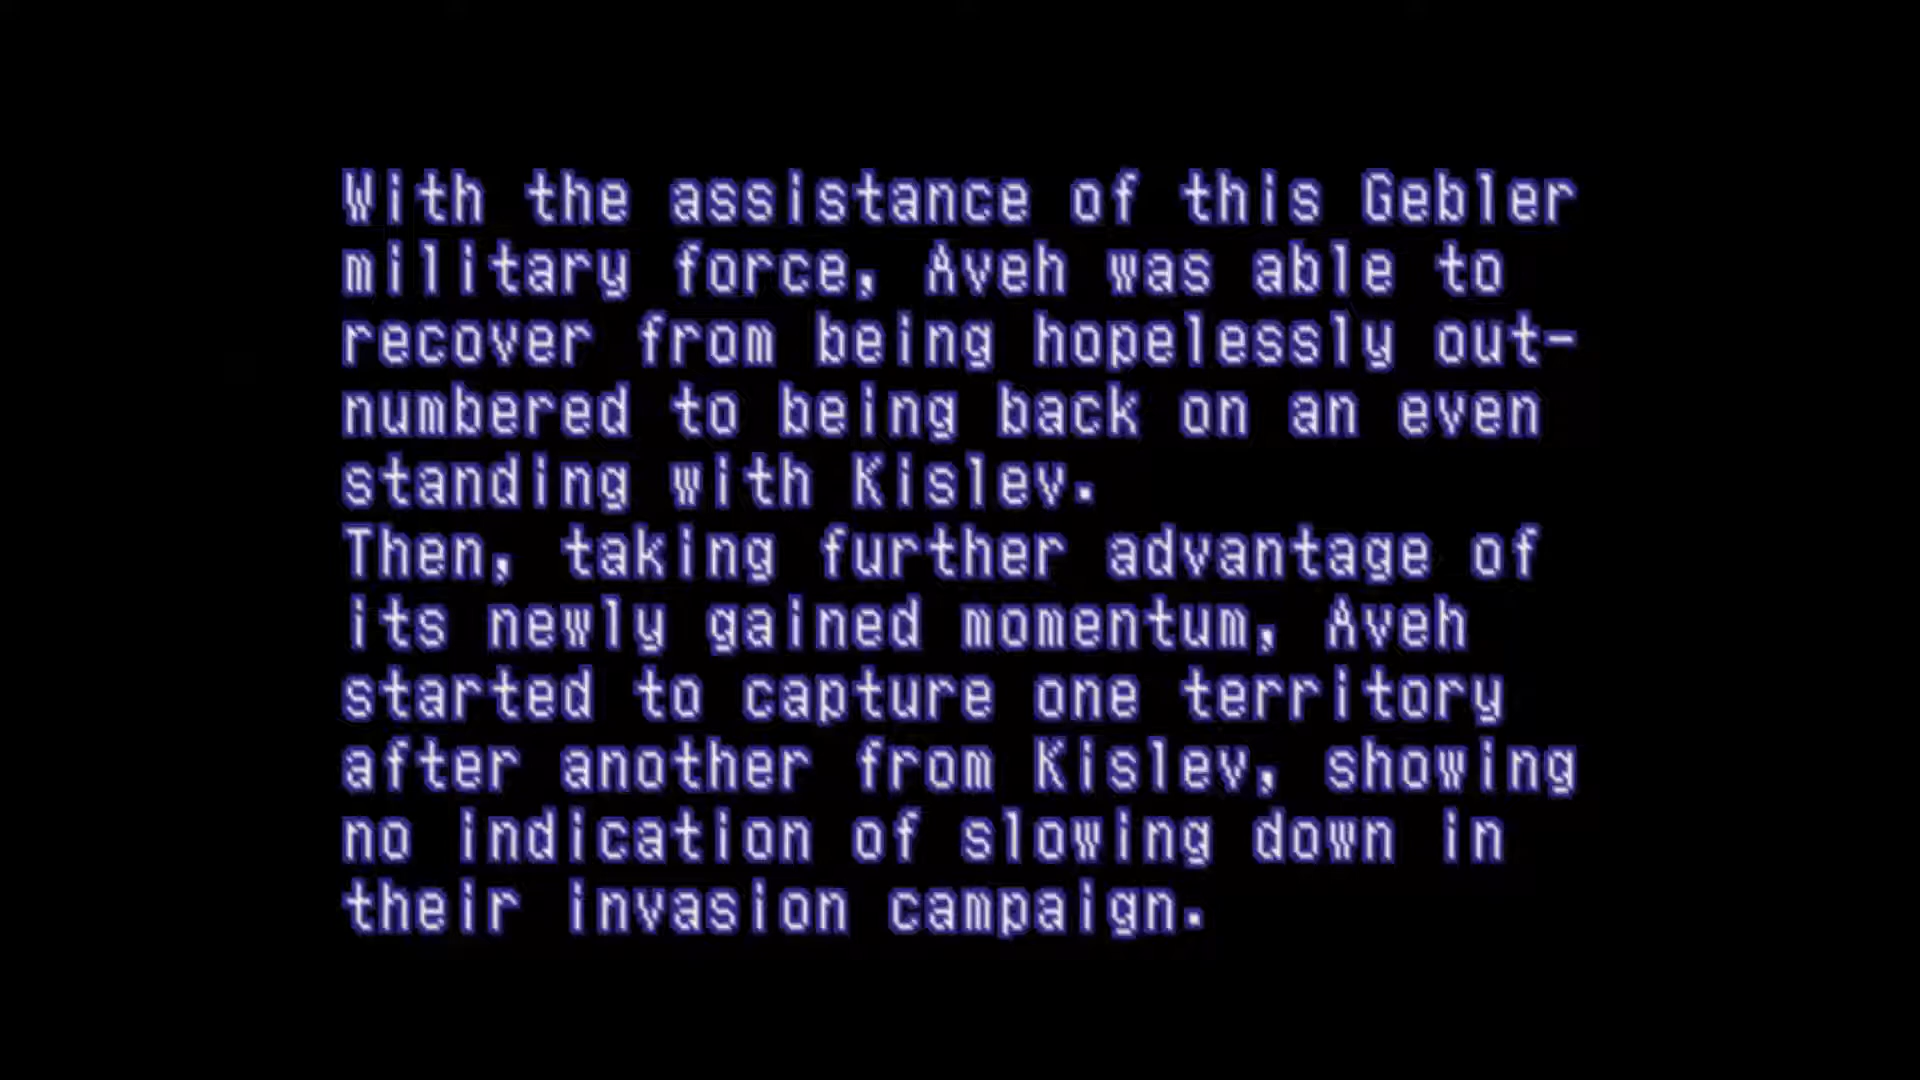 With the assistance of this Gebler
military force, Aveh was able to
recover from being hopelessly out-
numbered to being back on an even
standing with Kislev.
Then, taking further advantage of
its newly gained momentum, Aveh
started to capture one territory
after another from Kislev, showing
no indication of slowing down in
their invasion campaign.